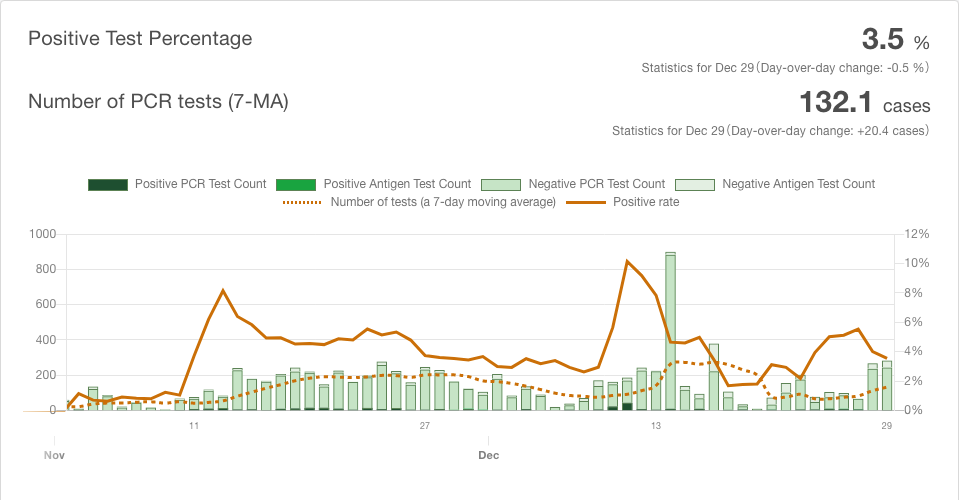 Positive Test Percentage
3.5 %
Statistics for Dec 29(Day-over-day change: -0.5 %)
Number of PCR tests (7-MA)
132.1 cases
Statistics for Dec 29(Day-over-day change: +20.4 cases)
Positive PCR Test Count Positive Antigen Test Count Negative PCR Test Count Negative Antigen Test Count
Number of tests (a 7-day moving average) Positive rate
1000 12%
10%
800
8%
600
6%
400
4%
200
2%
0 0%
11 27 13 29
Nov Dec